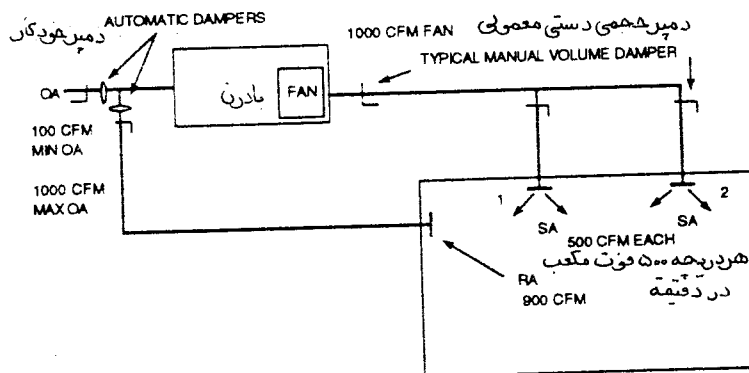 AUTOMATIC DAMPERS
دمپر خودکار
1000 CFM FAN
دمپر حجمی دستی معمولی
TYPICAL MANUAL VOLUME DAMPER
OA
بادزن
FAN
100 CFM
MIN OA
1000 CFM
MAX OA
1
2
SA
SA
500 CFM EACH
هر دریچه ۵۰۰ فوت مکعب
در دقیقه
RA
900 CFM